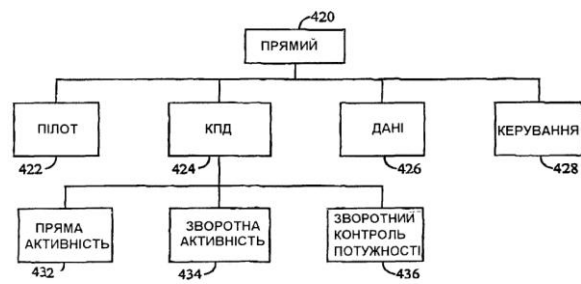 420
ПРЯМИЙ
ПІЛОТ
КПД
ДАНІ
КЕРУВАННЯ
422
424
426
428
ПРЯМА
АКТИВНІСТЬ
ЗВОРОТНА
АКТИВНІСТЬ
ЗВОРОТНИЙ
КОНТРОЛЬ
ПОТУЖНОСТІ
432
434
436